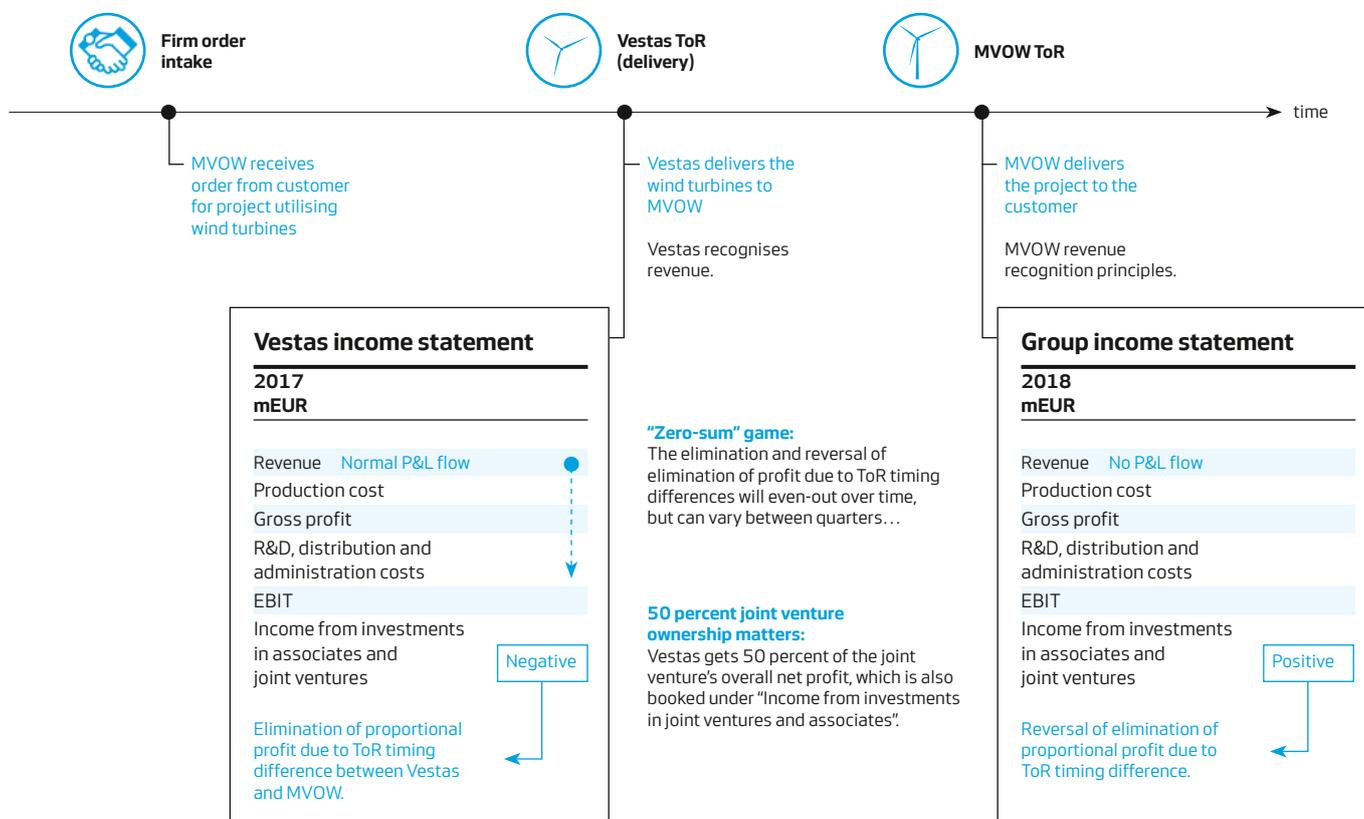 Firm order
intake
Vestas ToR
(delivery)
MVOW ToR
time
MVOW receives
order from customer
for project utilising
wind turbines
Vestas delivers the
wind turbines to
MVOW
Vestas recognises
revenue.
MVOW delivers
the project to the
customer
MVOW revenue
recognition principles.
Vestas income statement
2017
mEUR
Revenue Normal P&L flow
Production cost
Gross profit
R&D, distribution and
administration costs
EBIT
Income from investments
in associates and
joint ventures
Negative
Elimination of proportional
profit due to ToR timing
difference between Vestas
and MVOW.
“Zero-sum” game:
The elimination and reversal of
elimination of profit due to ToR timing
differences will even-out over time,
but can vary between quarters…
50 percent joint venture
ownership matters:
Vestas gets 50 percent of the joint
venture’s overall net profit, which is also
booked under “Income from investments
in joint ventures and associates”.
Group income statement
2018
mEUR
Revenue No P&L flow
Production cost
Gross profit
R&D, distribution and
administration costs
EBIT
Income from investments
in associates and
joint ventures
Positive
Reversal of elimination of
proportional profit due to
ToR timing difference.